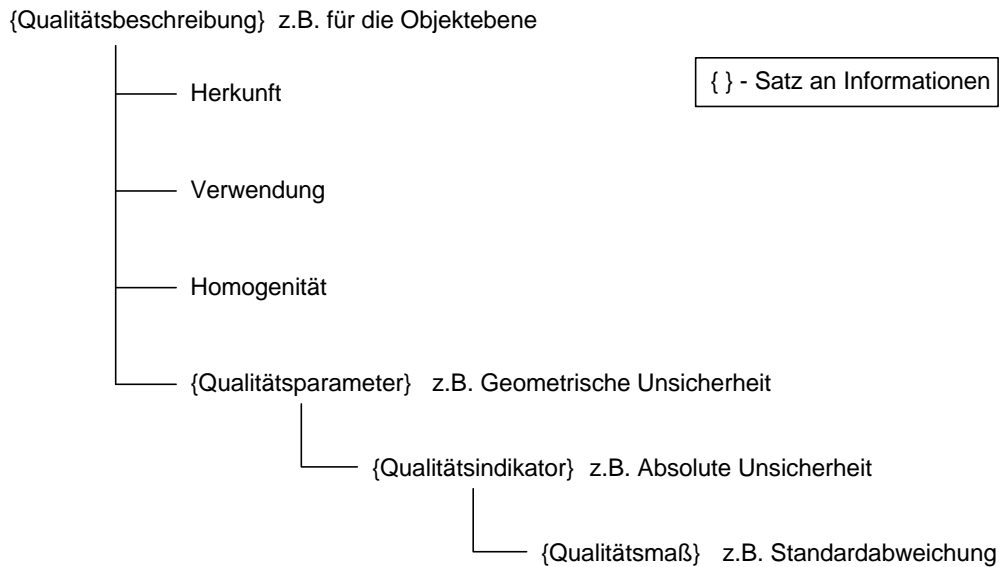 {Qualitätsbeschreibung} z.B. für die Objektebene
{ } - Satz an Informationen
Herkunft
Verwendung
Homogenität
{Qualitätsparameter} z.B. Geometrische Unsicherheit
{Qualitätsindikator} z.B. Absolute Unsicherheit
{Qualitätsmaß} z.B. Standardabweichung